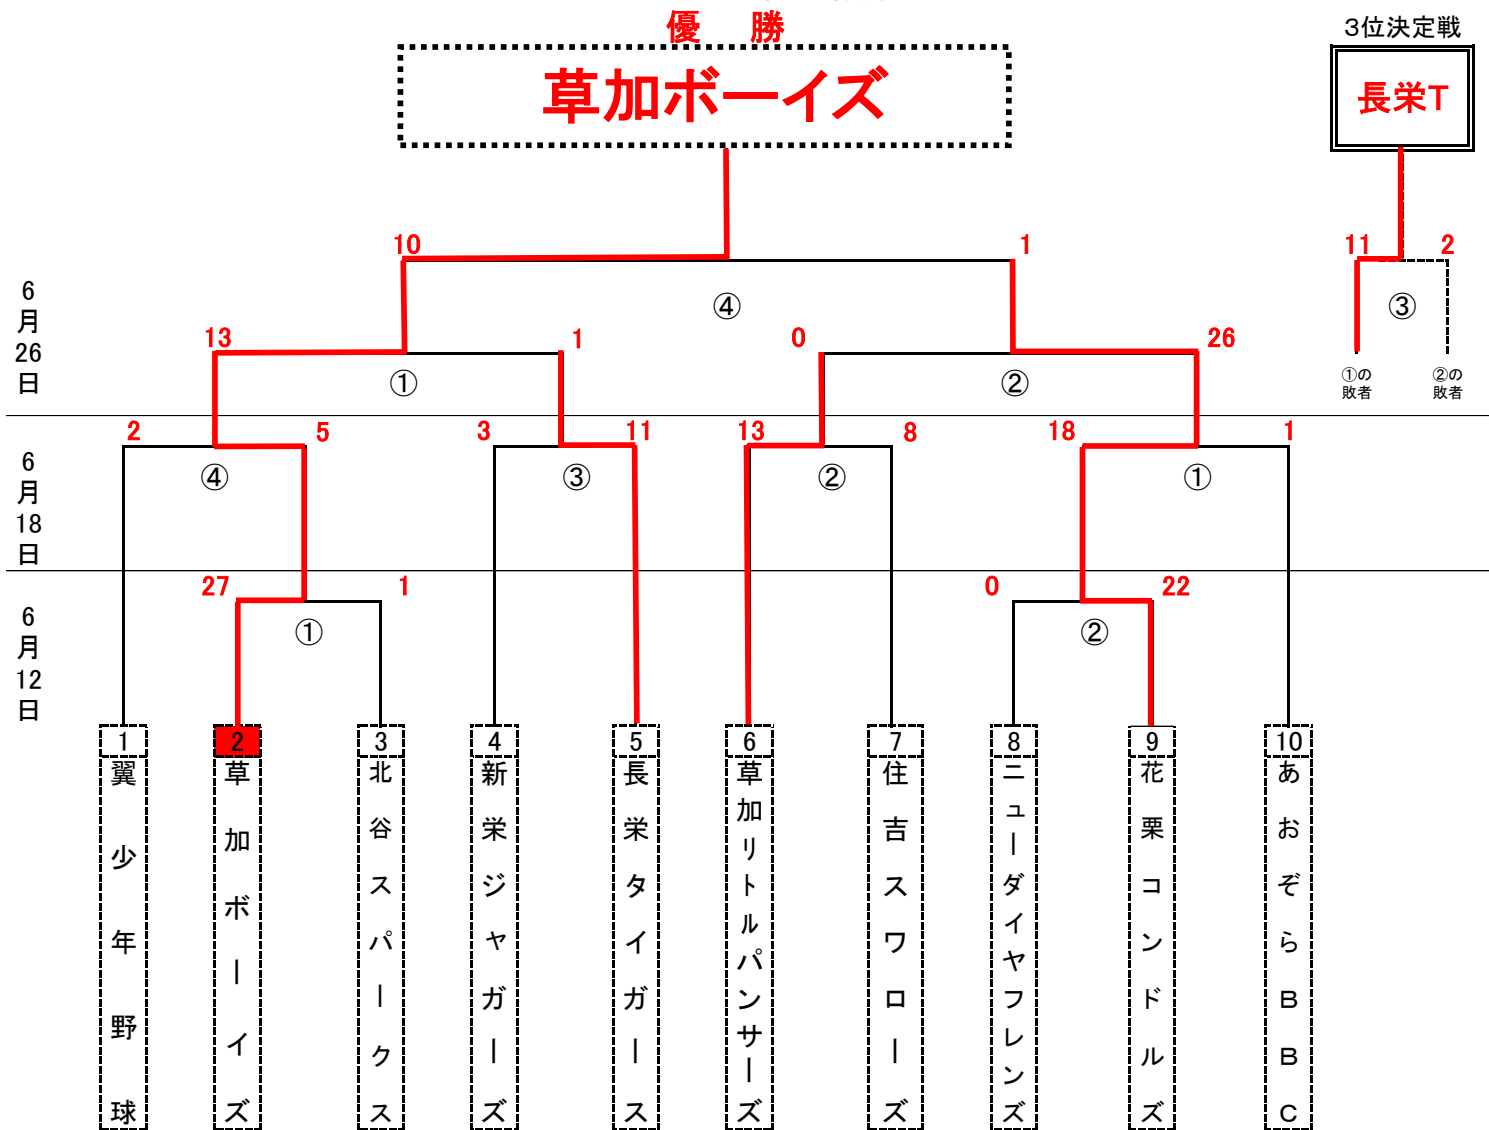 優 勝
草加ボーイズ
3位決定戦
長栄T
10
1
11
2
6月26日
④
③
13
1
0
26
①
②
①の敗者
②の敗者
2
5
3
11
13
8
18
1
6月18日
④
③
②
①
27
1
0
22
6月12日
①
②
1
翼少年野球
2
草加ボーイズ
3
北谷スパークス
4
新栄ジャガーズ
5
長栄タイガース
6
草加リトルパンサーズ
7
住吉スワローズ
8
ニューダイヤフレンズ
9
花栗コンドルズ
10
あおぞらBBC